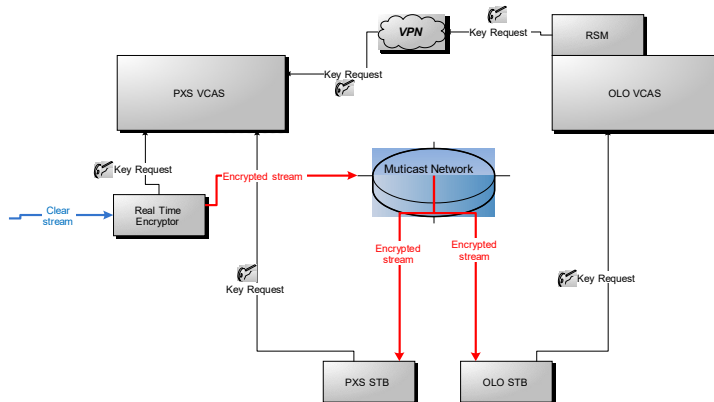 VPN
Key Request
RSM
Key Request
PXS VCAS
OLO VCAS
Key Request
Muticast Network
Encrypted stream
Clear
stream
Real Time
Encryptor
Encrypted
stream
Encrypted
stream
Key Request
Key Request
PXS STB
OLO STB